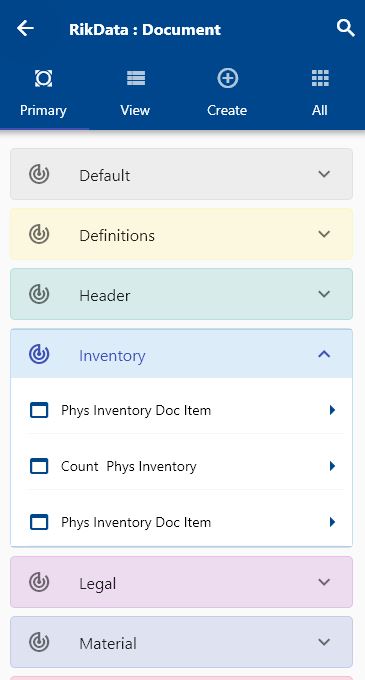 RikData : Document
Primary
View
Create
All
Default
Definitions
Header
Inventory
Phys Inventory Doc Item
Count  Phys Inventory
Phys Inventory Doc Item
Legal
Material